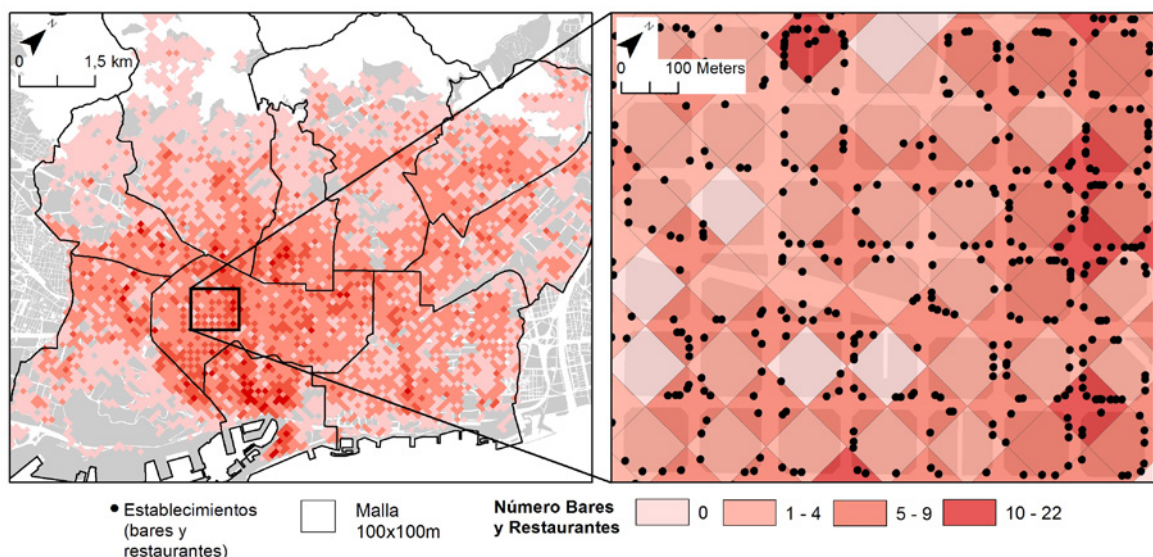 N
0
1,5 km
N
0
100 Meters
Establecimientos
(bares y
restaurantes)
Malla
100x100m
Número Bares
y Restaurantes
0
1 - 4
5 - 9
10 - 22